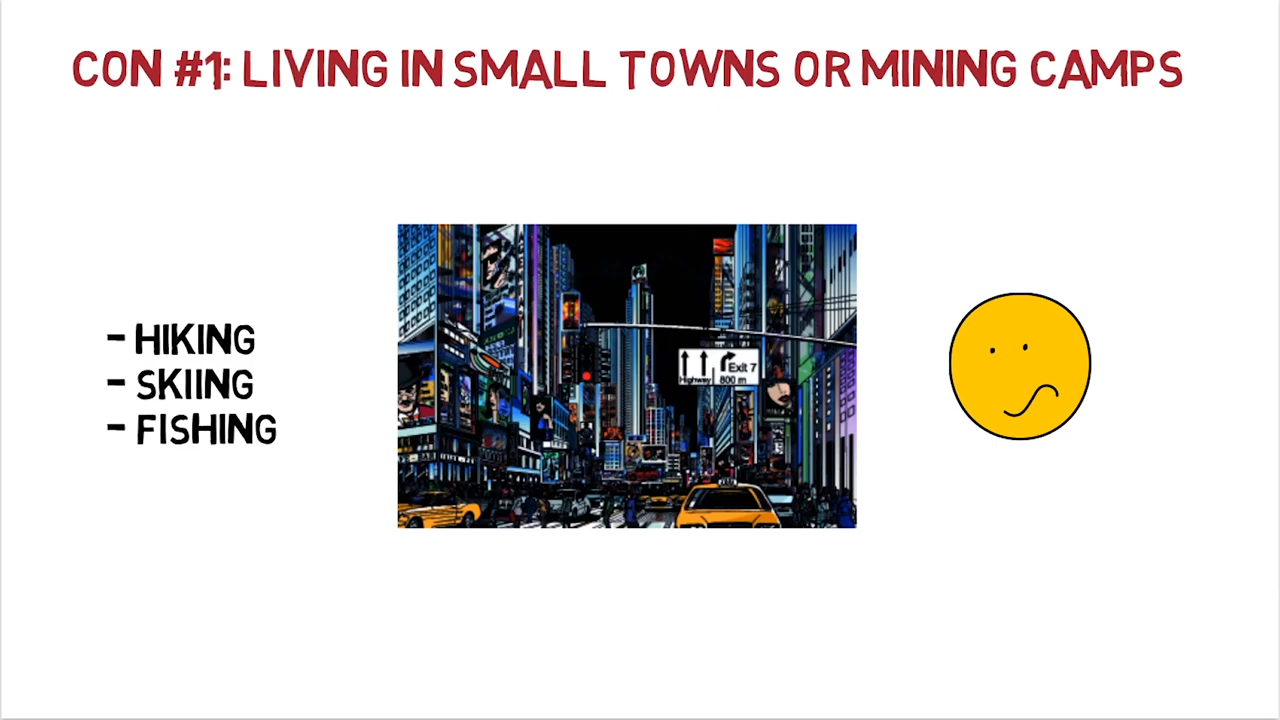 CON #1: LIVING IN SMALL TOWNS OR MINING CAMPS
- HIKING
- SKIING
- FISHING
Exit 7
Highway 800 m